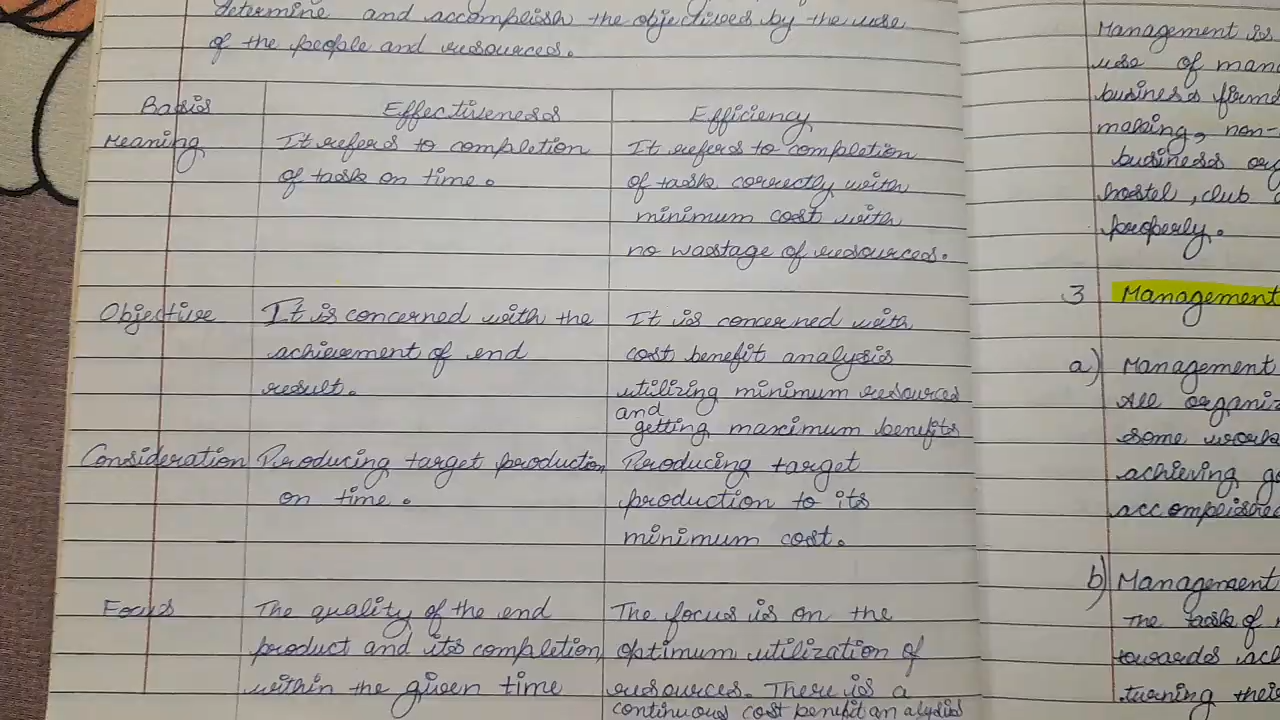 determine and accomplish the objectives by the use
of the people and resources.
Basis Effectiveness Efficiency
Meaning It refers to completion It refers to completion
of task on time. of task correctly with
minimum cost with
no wastage of resources.
Objective It is concerned with the It is concerned with
achievement of end cost benefit analysis
result. utilizing minimum resources
and
getting maximum benefits
Consideration Producing target production Producing target
on time. production to its
minimum cost.
Focus The quality of the end The focus is on the
product and its completion optimum utilization of
within the given time resources. There is a
continuous cost benefit analysis
Management is
use of
business firms
making, non-
business
hostel, club
properly.
3 Management
a) Management
All
some
achieving
b) Management
The task of
towards
turning